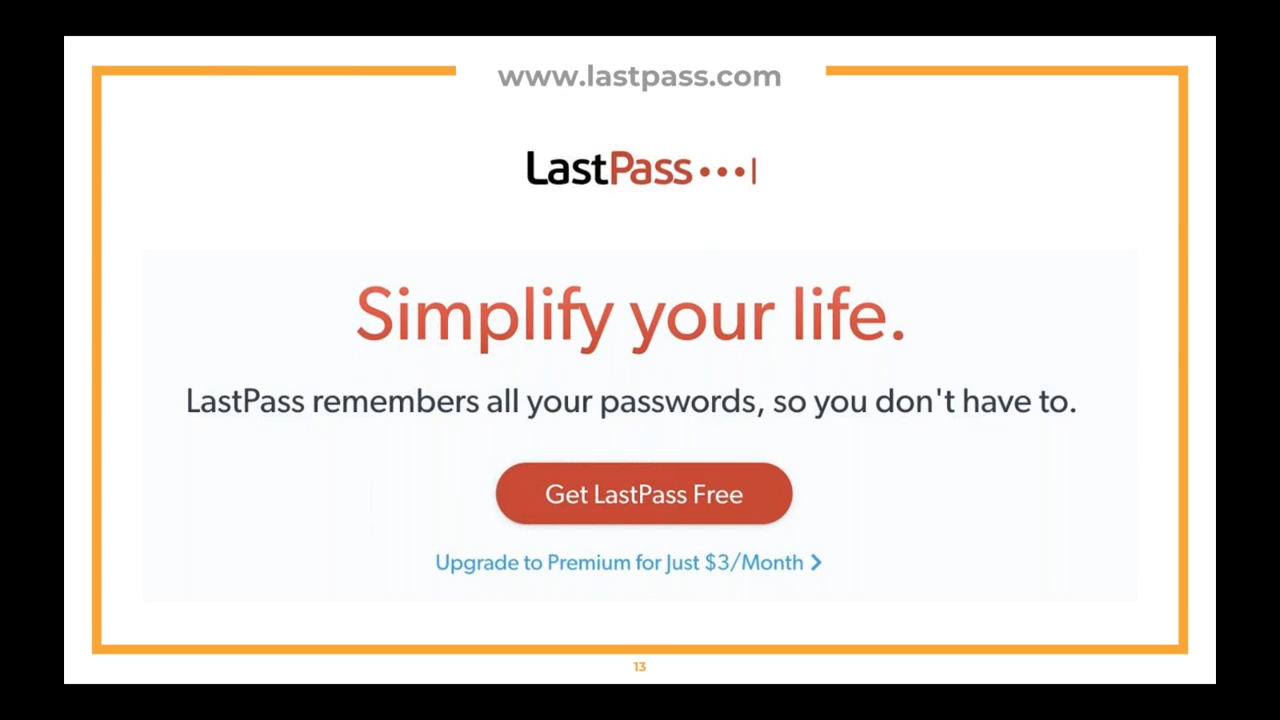 www.lastpass.com
LastPass
Simplify your life.
LastPass remembers all your passwords, so you don't have to.
Get LastPass Free
Upgrade to Premium for Just $3/Month
13